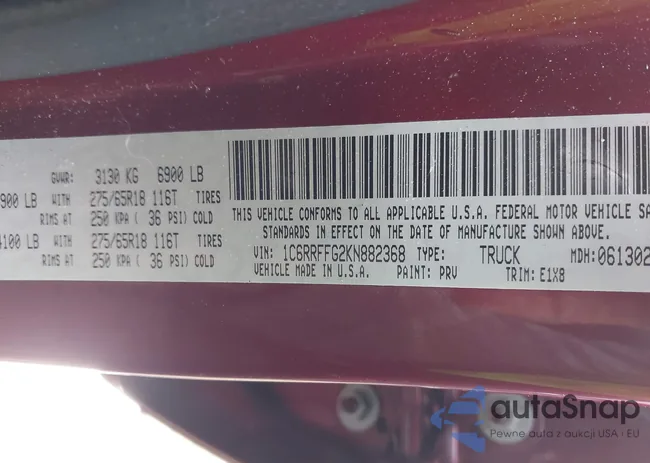 GVWR: 3130 KG 6900 LB
900 LB WITH 275/65R18 116T TIRES
RIMS AT 250 KPA ( 36 PSI) COLD
4100 LB WITH 275/65R18 116T TIRES
RIMS AT 250 KPA ( 36 PSI) COLD
THIS VEHICLE CONFORMS TO ALL APPLICABLE U.S.A. FEDERAL MOTOR VEHICLE SA
STANDARDS IN EFFECT ON THE DATE OF MANUFACTURE SHOWN ABOVE.
VIN: 1C6RRFFG2KN882368 TYPE: TRUCK MDH: 061302
VEHICLE MADE IN U.S.A. PAINT: PRV TRIM: E1X8
autoSnap
Pewne auta z aukcji USA i EU